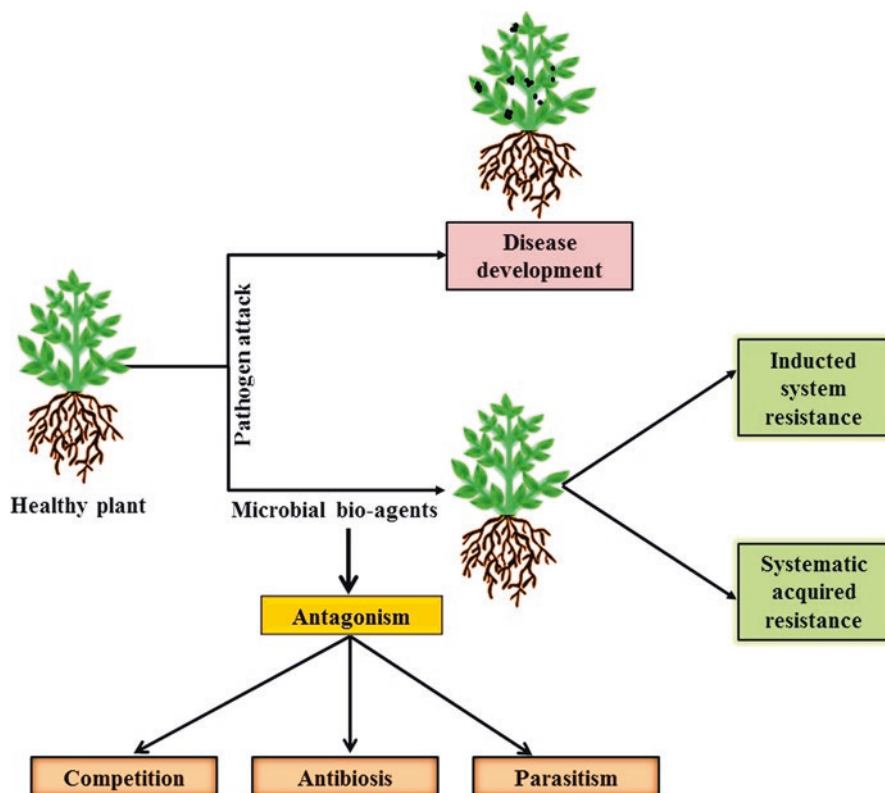 Disease
development
Pathogen attack
Inducted
system
resistance
Healthy plant
Microbial bio-agents
Systematic
acquired
resistance
Antagonism
Competition
Antibiosis
Parasitism